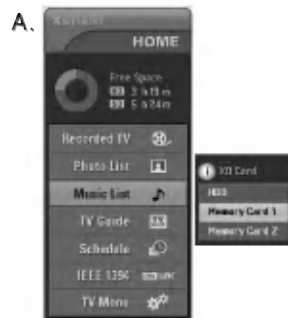 A.
HOME
Free Space
Recorded TV
Photo List
Music List
TV Guide
Schedule
IEEE 1394
TV Menu
XD Card
HDD
Memory Card 1
Memory Card 2